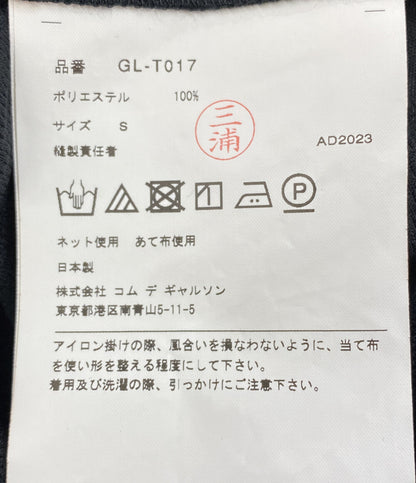 品番 GL-T017
ポリエステル 100%
サイズ S
三浦
縫製責任者
AD2023
P
ネット使用 あて布使用
日本製
株式会社 コム デ ギャルソン
東京都港区南青山5-11-5
アイロン掛けの際、風合いを損なわないように、当て布
を使い形を整える程度にして下さい。
着用及び洗濯の際、引っかけにご注意下さい。